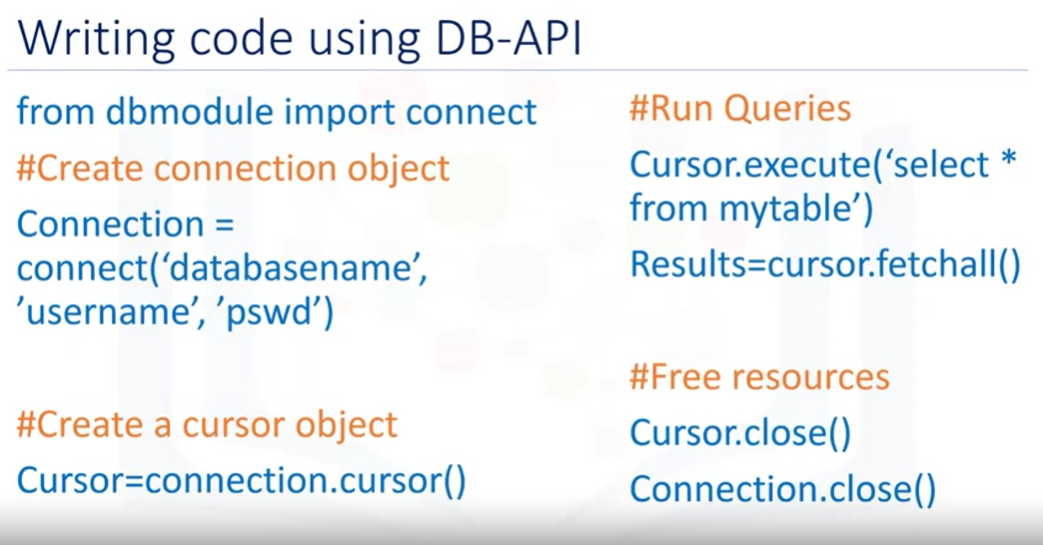 Writing code using DB-API
from dbmodule import connect
#Create connection object
Connection =
connect(‘databasename’,
’username’, ’pswd’)
#Create a cursor object
Cursor=connection.cursor()
#Run Queries
Cursor.execute(‘select *
from mytable’)
Results=cursor.fetchall()
#Free resources
Cursor.close()
Connection.close()